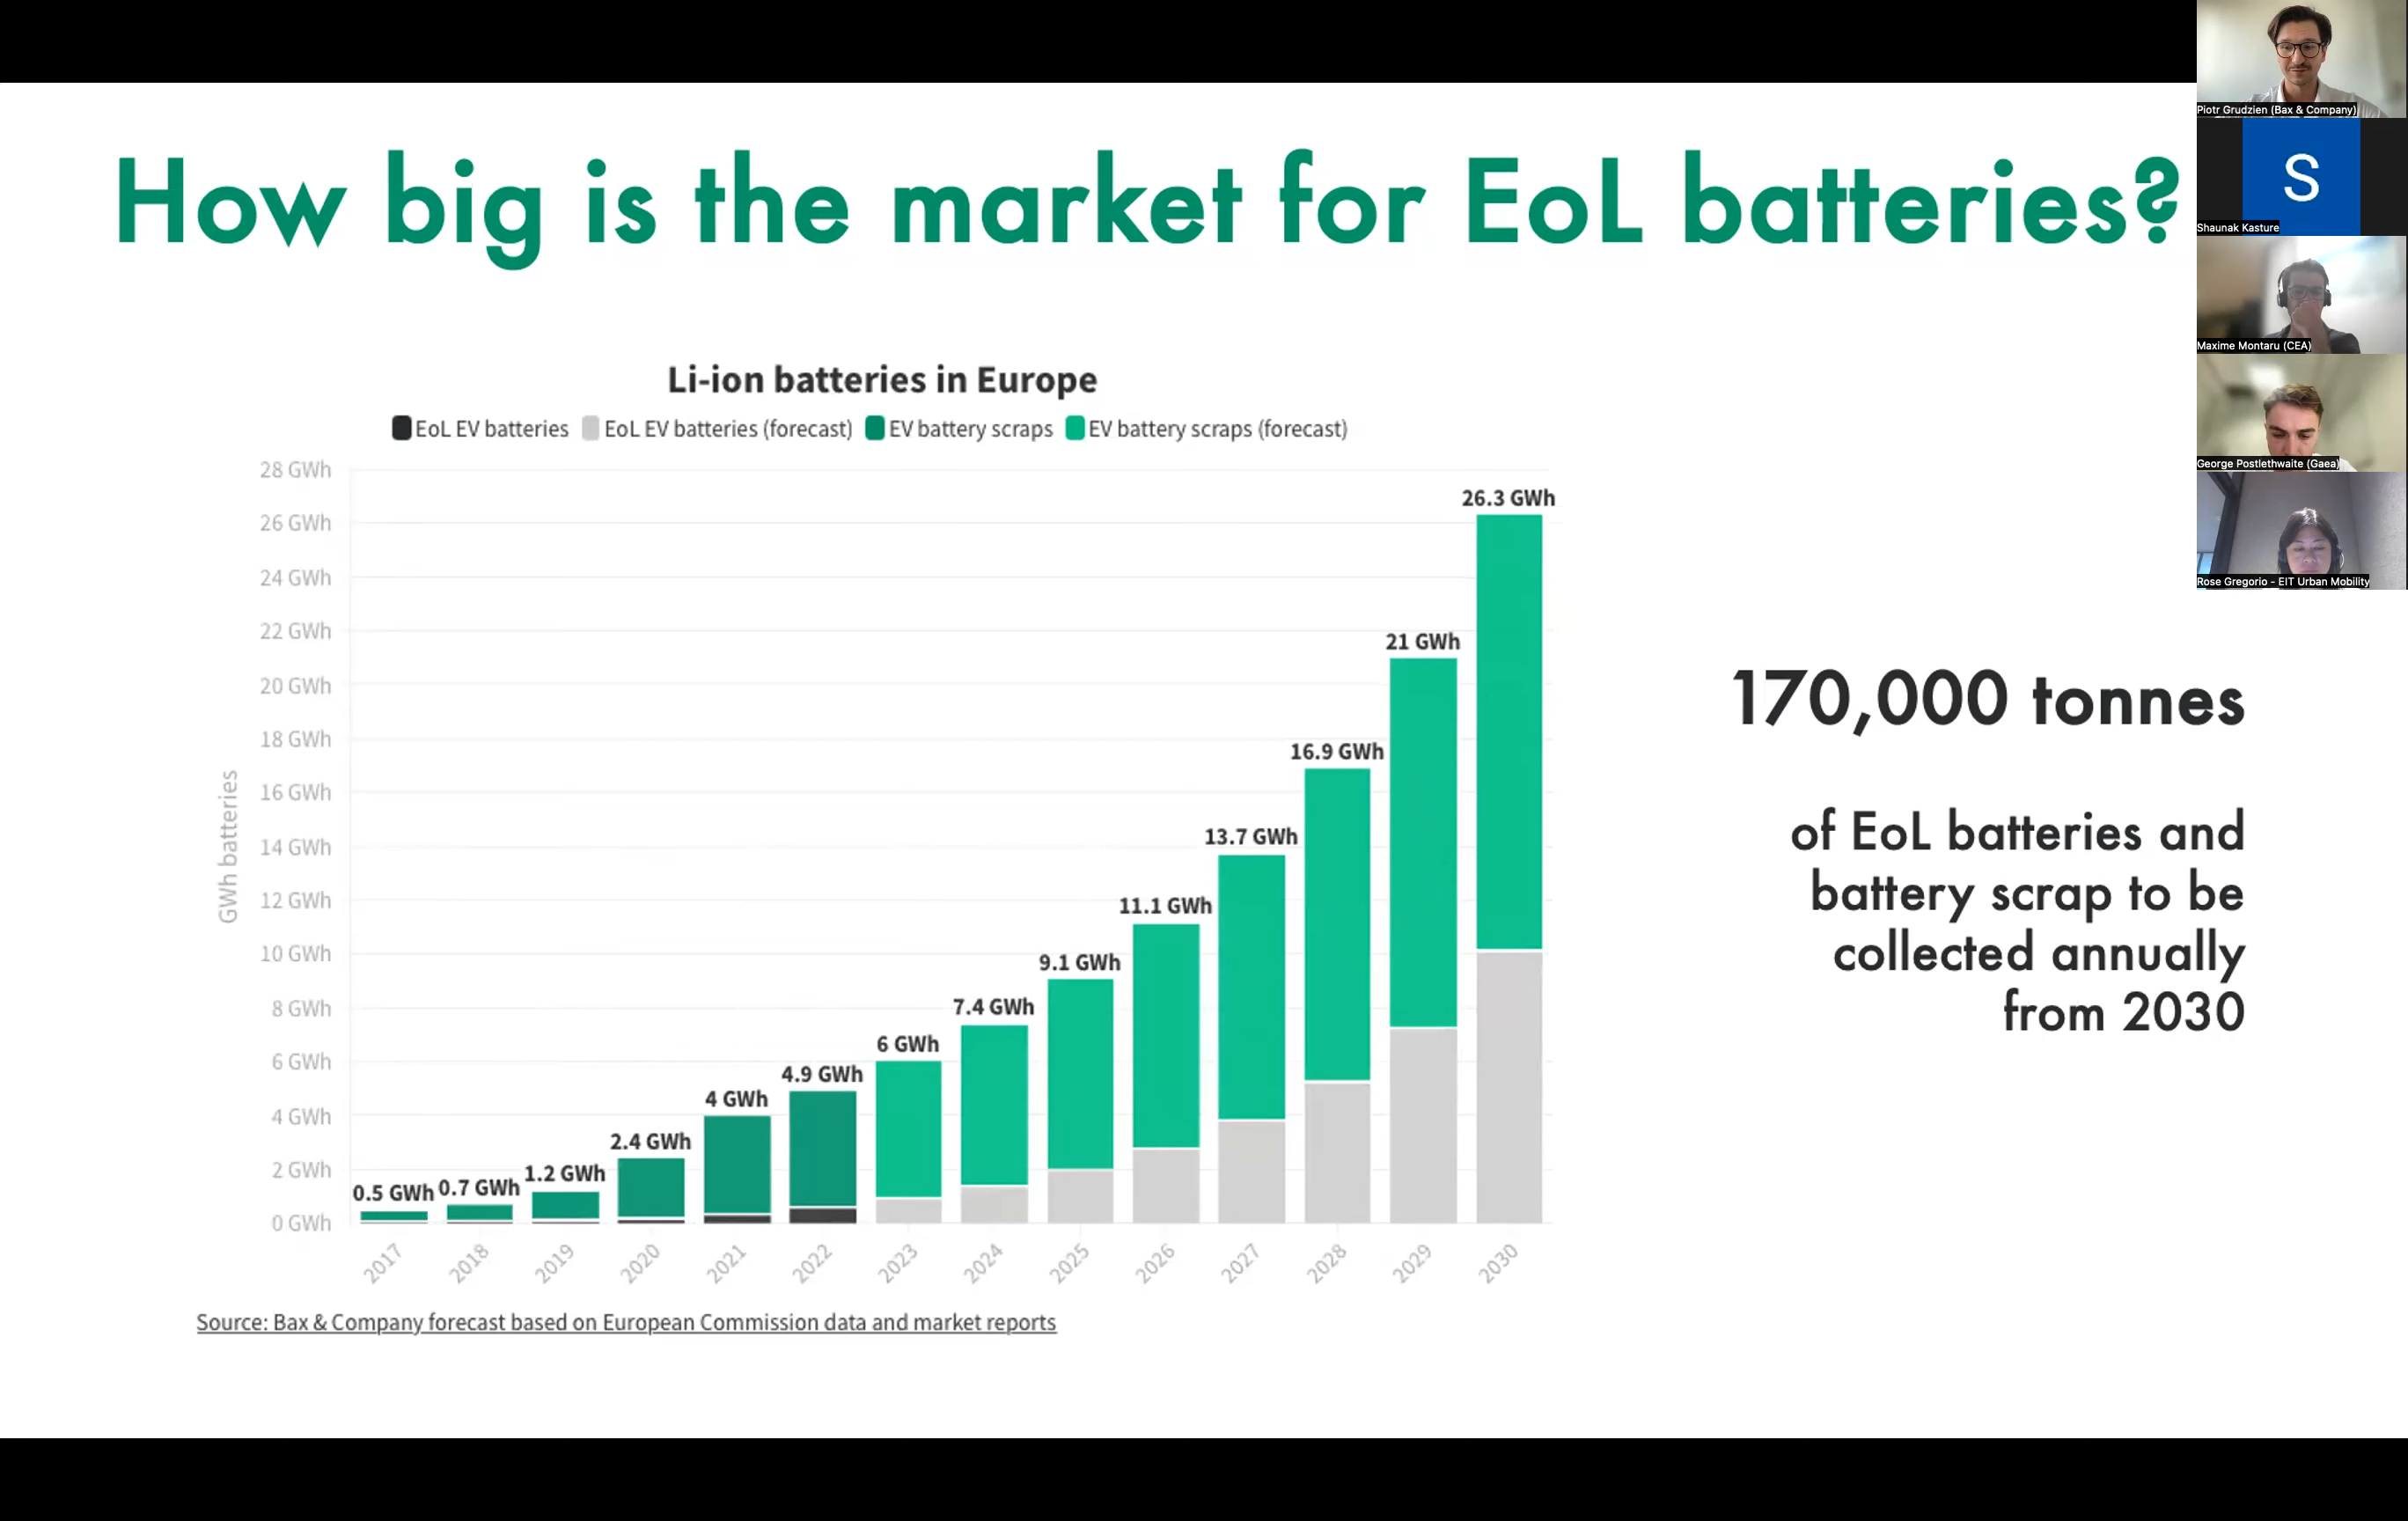 How big is the market for EoL batteries?
Li-ion batteries in Europe
EoL EV batteries EoL EV batteries (forecast) EV battery scraps EV battery scraps (forecast)
GWh batteries
28 GWh
26 GWh
24 GWh
22 GWh
20 GWh
18 GWh
16 GWh
14 GWh
12 GWh
10 GWh
8 GWh
6 GWh
4 GWh
2 GWh
0 GWh
0.5 GWh
0.7 GWh
1.2 GWh
2.4 GWh
4 GWh
4.9 GWh
6 GWh
7.4 GWh
9.1 GWh
11.1 GWh
13.7 GWh
16.9 GWh
21 GWh
26.3 GWh
2017
2018
2019
2020
2021
2022
2023
2024
2025
2026
2027
2028
2029
2030
Source: Bax & Company forecast based on European Commission data and market reports
170,000 tonnes
of EoL batteries and
battery scrap to be
collected annually
from 2030
Piotr Grudzien (Bax & Company)
S
Shaunak Kasture
Maxime Montaru (CEA)
George Postlethwaite (Gaea)
Rose Gregorio - EIT Urban Mobility